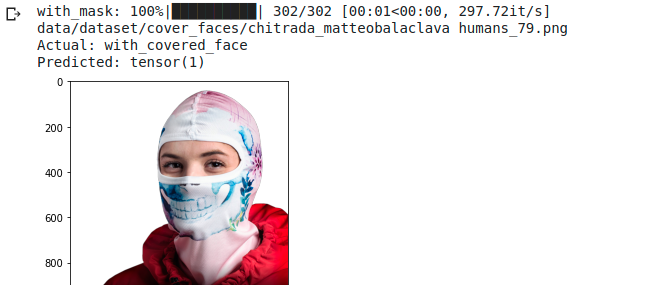 with_mask: 100%|██████████| 302/302 [00:01<00:00, 297.72it/s]
data/dataset/cover_faces/chitrada_matteobalaclava humans_79.png
Actual: with_covered_face
Predicted: tensor(1)
0
200
400
600
800